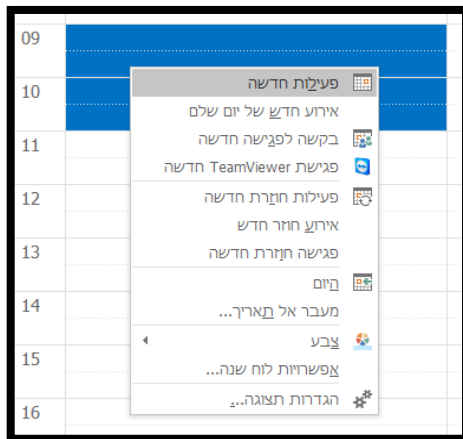 09
10
11
12
13
14
15
16
פעילות חדשה
אירוע חדש של יום שלם
בקשה לפגישה חדשה
פגישת TeamViewer חדשה
פעילות חוזרת חדשה
אירוע חוזר חדש
פגישה חוזרת חדשה
היום
מעבר אל תאריך...
צבע
אפשרויות לוח שנה...
הגדרות תצוגה...